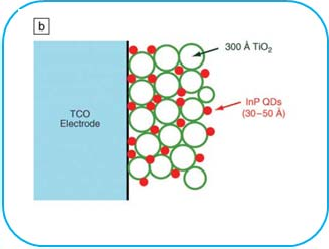 b
300 Å TiO₂
TCO
Electrode
InP QDs
(30–50 Å)